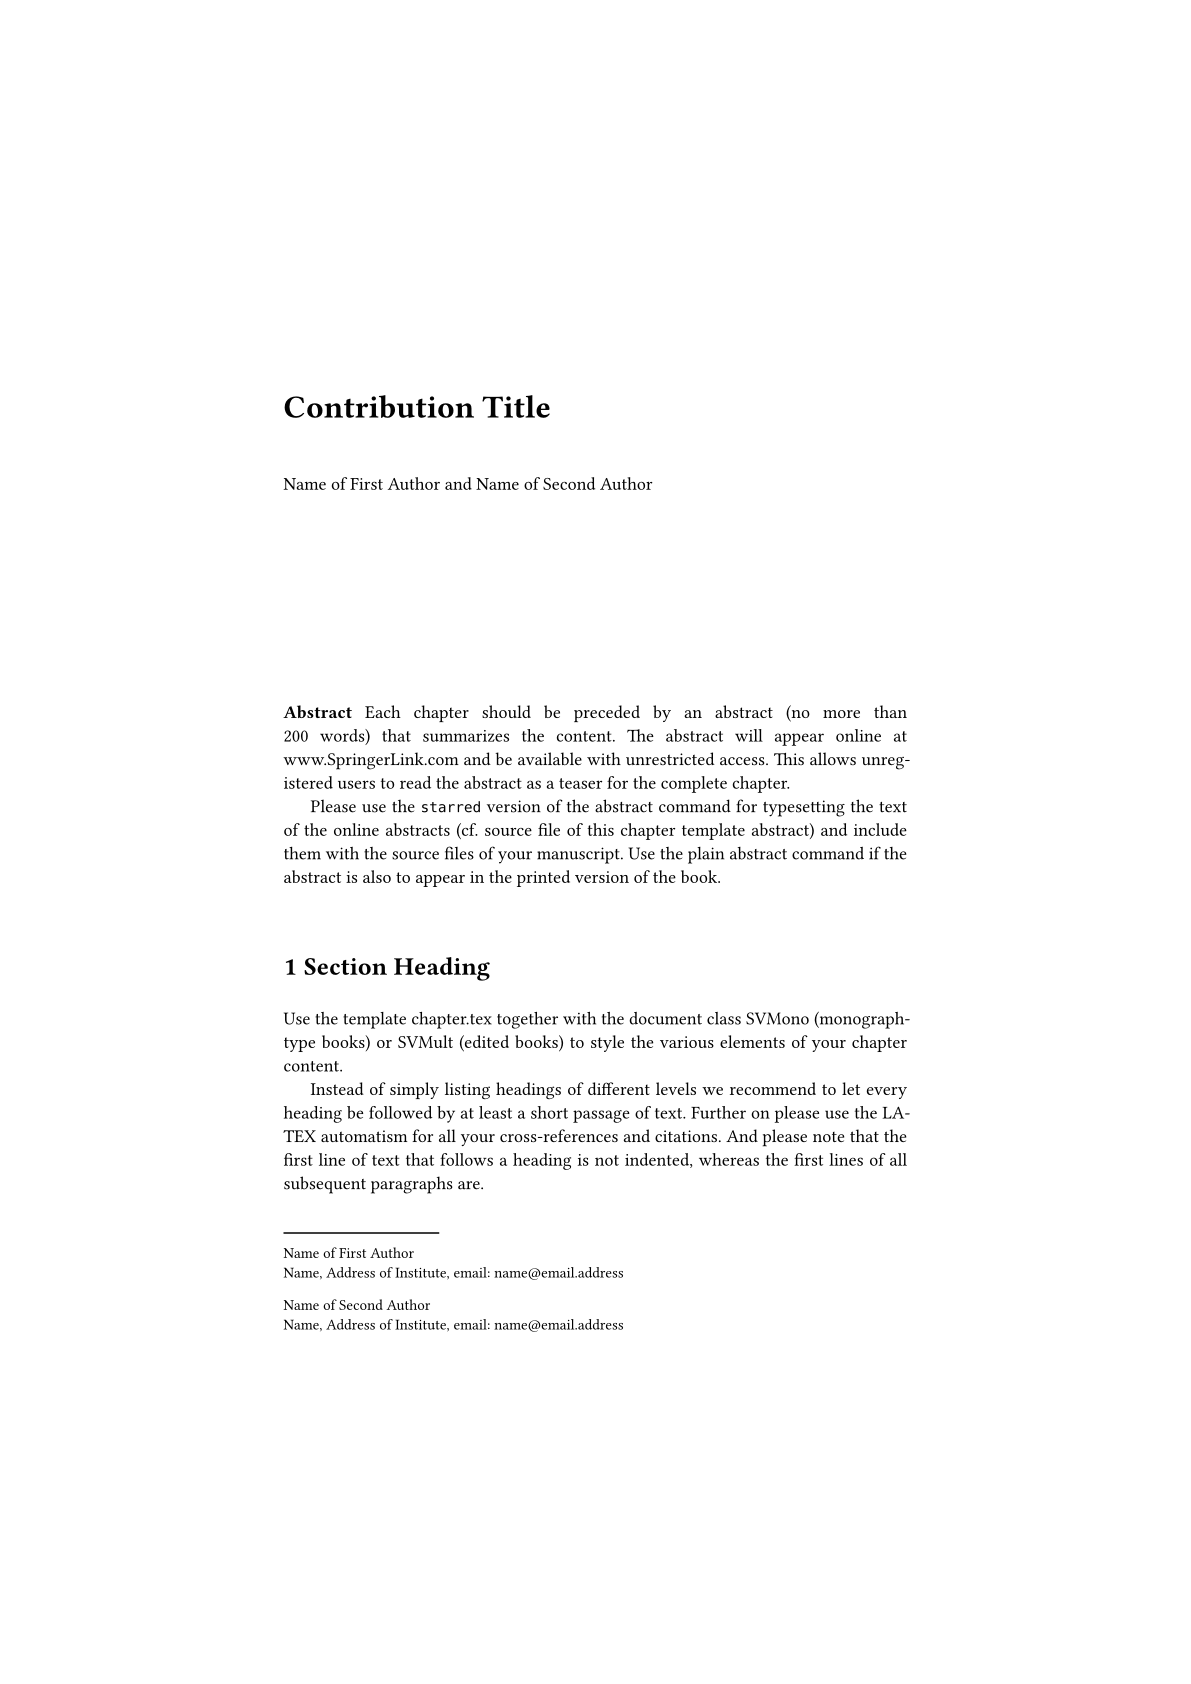 Contribution Title
Name of First Author and Name of Second Author
Abstract Each chapter should be preceded by an abstract (no more than
200 words) that summarizes the content. The abstract will appear online at
www.SpringerLink.com and be available with unrestricted access. This allows unreg-
istered users to read the abstract as a teaser for the complete chapter.
Please use the starred version of the abstract command for typesetting the text
of the online abstracts (cf. source file of this chapter template abstract) and include
them with the source files of your manuscript. Use the plain abstract command if the
abstract is also to appear in the printed version of the book.
1 Section Heading
Use the template chapter.tex together with the document class SVMono (monograph-
type books) or SVMult (edited books) to style the various elements of your chapter
content.
Instead of simply listing headings of different levels we recommend to let every
heading be followed by at least a short passage of text. Further on please use the LA-
TEX automatism for all your cross-references and citations. And please note that the
first line of text that follows a heading is not indented, whereas the first lines of all
subsequent paragraphs are.
Name of First Author
Name, Address of Institute, email: name@email.address
Name of Second Author
Name, Address of Institute, email: name@email.address